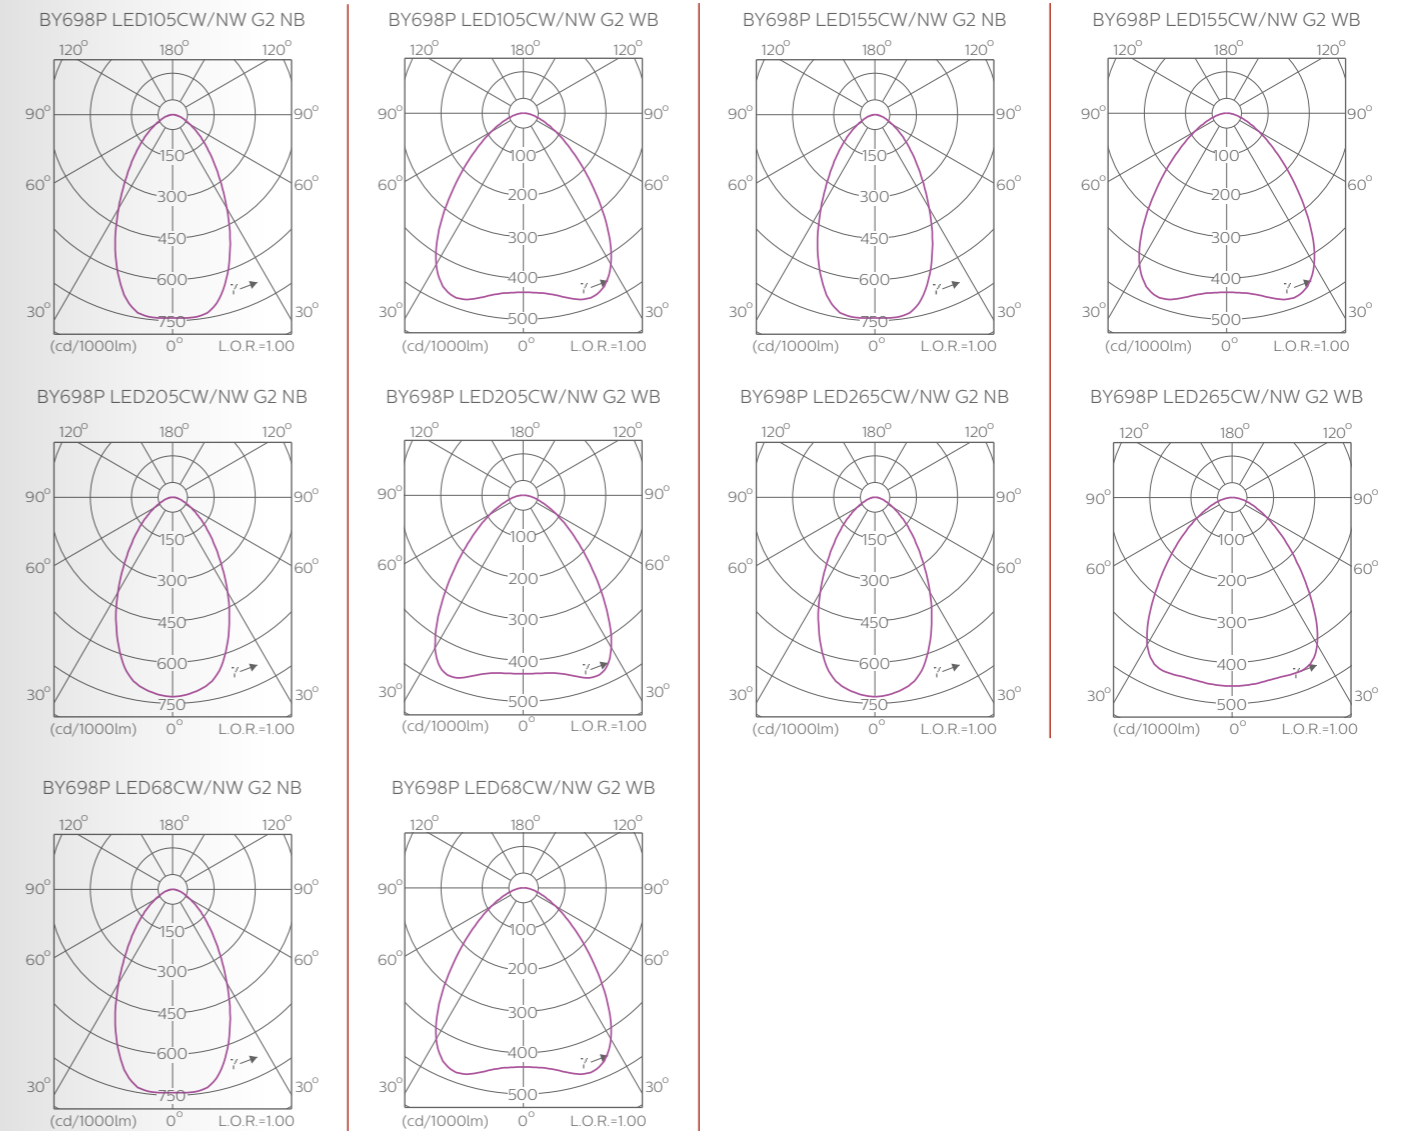 BY698P LED105CW/NW G2 NB
120° 180° 120°
90° 90°
150
60° 300 60°
450
600
γ
30° 750 30°
(cd/1000lm) 0° L.O.R.=1.00
BY698P LED105CW/NW G2 WB
120° 180° 120°
90° 90°
100
60° 200 60°
300
400
γ
30° 500 30°
(cd/1000lm) 0° L.O.R.=1.00
BY698P LED155CW/NW G2 NB
120° 180° 120°
90° 90°
150
60° 300 60°
450
600
γ
30° 750 30°
(cd/1000lm) 0° L.O.R.=1.00
BY698P LED155CW/NW G2 WB
120° 180° 120°
90° 90°
100
60° 200 60°
300
400
γ
30° 500 30°
(cd/1000lm) 0° L.O.R.=1.00
BY698P LED205CW/NW G2 NB
120° 180° 120°
90° 90°
150
60° 300 60°
450
600
γ
30° 750 30°
(cd/1000lm) 0° L.O.R.=1.00
BY698P LED205CW/NW G2 WB
120° 180° 120°
90° 90°
100
60° 200 60°
300
400
γ
30° 500 30°
(cd/1000lm) 0° L.O.R.=1.00
BY698P LED265CW/NW G2 NB
120° 180° 120°
90° 90°
150
60° 300 60°
450
600
γ
30° 750 30°
(cd/1000lm) 0° L.O.R.=1.00
BY698P LED265CW/NW G2 WB
120° 180° 120°
90° 90°
100
60° 200 60°
300
400
γ
30° 500 30°
(cd/1000lm) 0° L.O.R.=1.00
BY698P LED68CW/NW G2 NB
120° 180° 120°
90° 90°
150
60° 300 60°
450
600
γ
30° 750 30°
(cd/1000lm) 0° L.O.R.=1.00
BY698P LED68CW/NW G2 WB
120° 180° 120°
90° 90°
100
60° 200 60°
300
400
γ
30° 500 30°
(cd/1000lm) 0° L.O.R.=1.00